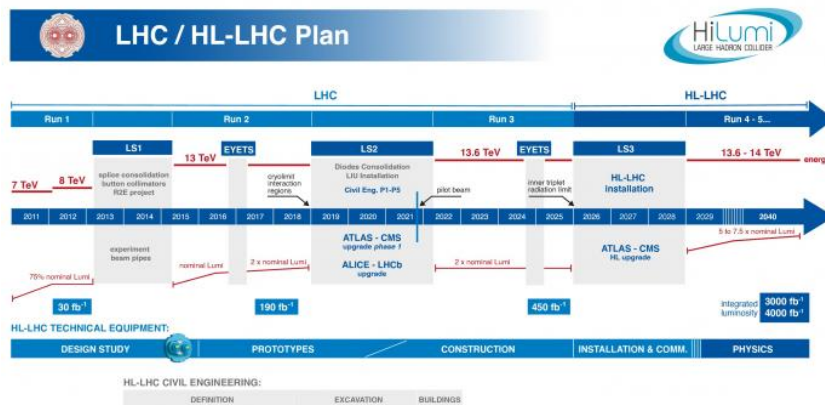 LHC / HL-LHC Plan
HiLumi
LARGE HADRON COLLIDER
LHC
HL-LHC
Run 1
Run 2
Run 3
Run 4 - 5...
LS1
EYETS
LS2
EYETS
LS3
7 TeV
8 TeV
13 TeV
13.6 TeV
13.6 - 14 TeV
energy
splice consolidation
button collimators
R2E project
cryolimit
interaction
regions
Diodes Consolidation
LIU Installation
Civil Eng. P1-P5
pilot beam
inner triplet
radiation limit
HL-LHC
installation
2011 2012 2013 2014 2015 2016 2017 2018 2019 2020 2021 2022 2023 2024 2025 2026 2027 2028 2029 2040
5 to 7.5 x nominal Lumi
experiment
beam pipes
ATLAS - CMS
upgrade phase 1
ALICE - LHCb
upgrade
ATLAS - CMS
HL upgrade
75% nominal Lumi
nominal Lumi
2 x nominal Lumi
2 x nominal Lumi
30 fb⁻¹
190 fb⁻¹
450 fb⁻¹
integrated
luminosity
3000 fb⁻¹
4000 fb⁻¹
HL-LHC TECHNICAL EQUIPMENT:
DESIGN STUDY
PROTOTYPES
CONSTRUCTION
INSTALLATION & COMM.
PHYSICS
HL-LHC CIVIL ENGINEERING:
DEFINITION
EXCAVATION
BUILDINGS